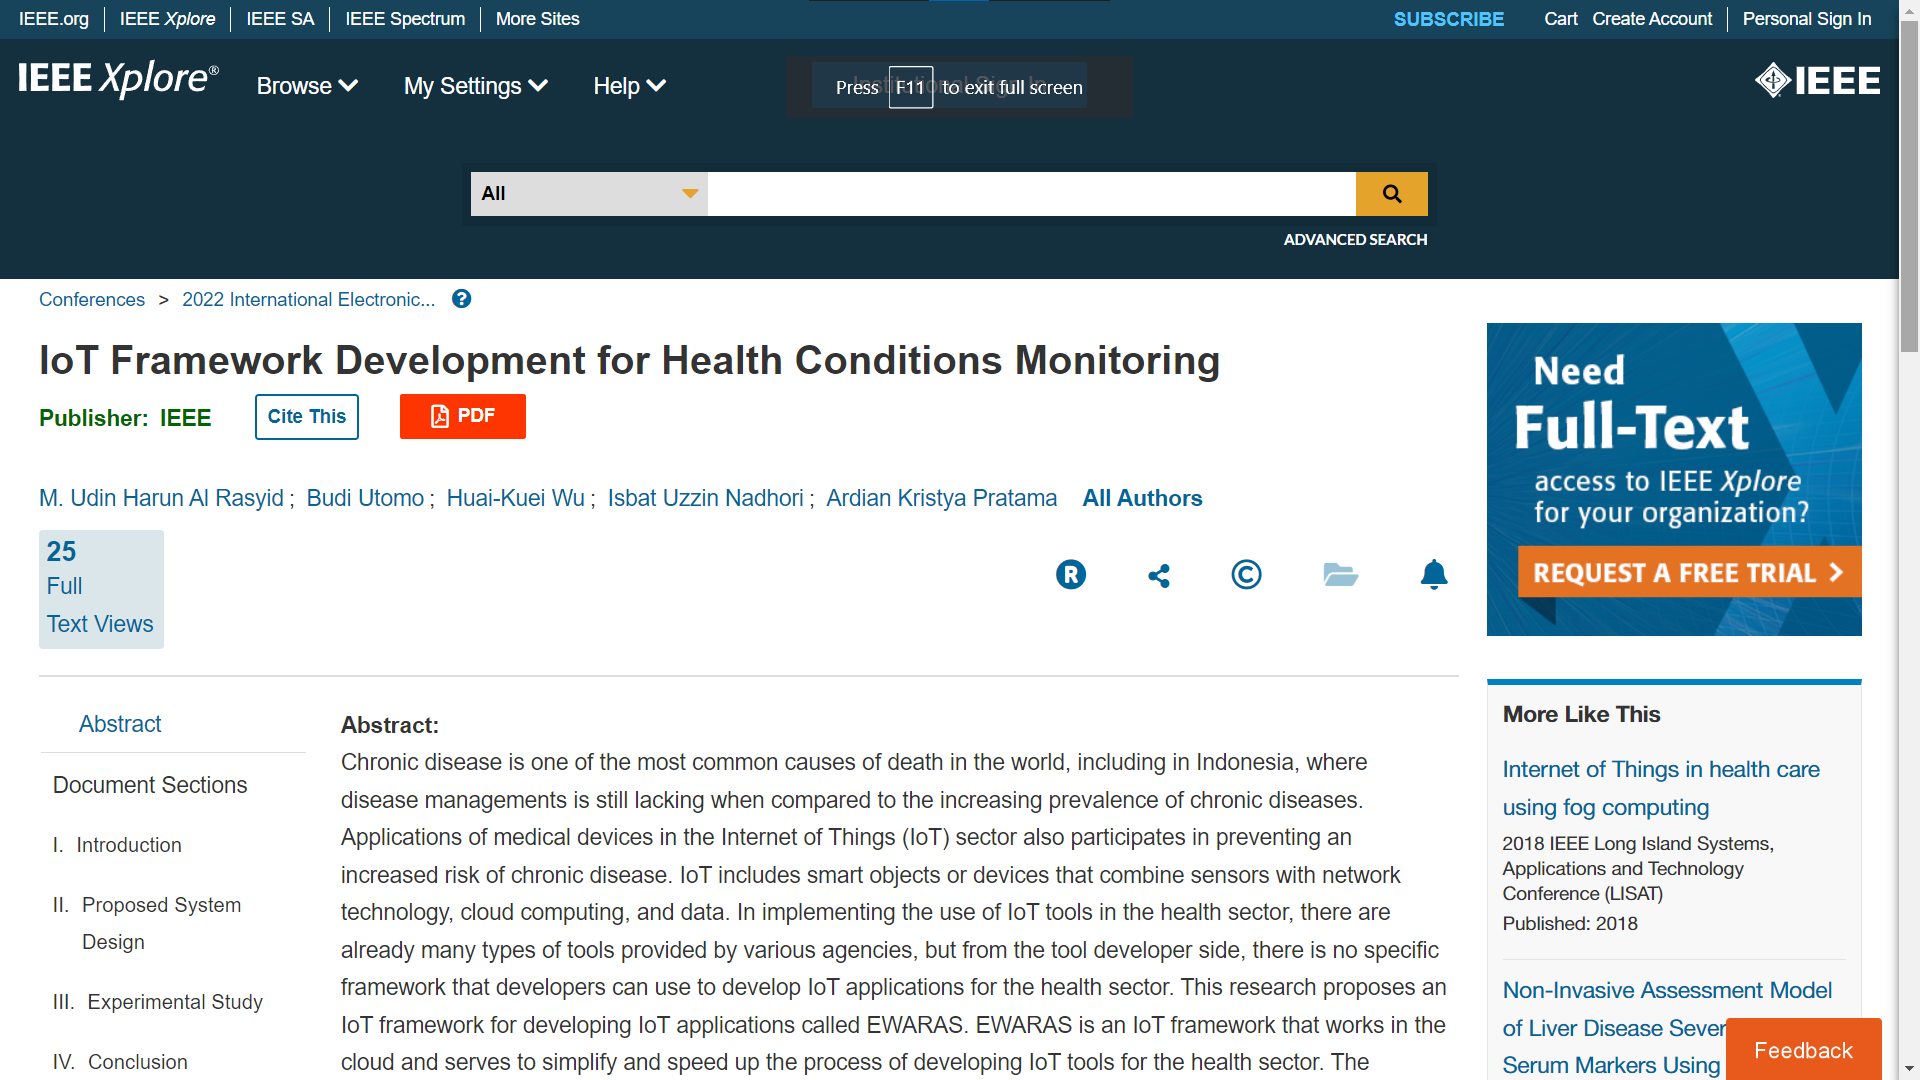 IEEE.org IEEE Xplore IEEE SA IEEE Spectrum More Sites SUBSCRIBE Cart Create Account Personal Sign In
IEEE Xplore® Browse My Settings Help Institutional Sign In IEEE
Press F11 to exit full screen
All
ADVANCED SEARCH
Conferences > 2022 International Electronic... ?
IoT Framework Development for Health Conditions Monitoring
Publisher: IEEE Cite This PDF
M. Udin Harun Al Rasyid ; Budi Utomo ; Huai-Kuei Wu ; Isbat Uzzin Nadhori ; Ardian Kristya Pratama All Authors
25
Full
Text Views
R ©
Need
Full-Text
access to IEEE Xplore
for your organization?
REQUEST A FREE TRIAL >
Abstract
Document Sections
I. Introduction
II. Proposed System
Design
III. Experimental Study
IV. Conclusion
Abstract:
Chronic disease is one of the most common causes of death in the world, including in Indonesia, where
disease managements is still lacking when compared to the increasing prevalence of chronic diseases.
Applications of medical devices in the Internet of Things (IoT) sector also participates in preventing an
increased risk of chronic disease. IoT includes smart objects or devices that combine sensors with network
technology, cloud computing, and data. In implementing the use of IoT tools in the health sector, there are
already many types of tools provided by various agencies, but from the tool developer side, there is no specific
framework that developers can use to develop IoT applications for the health sector. This research proposes an
IoT framework for developing IoT applications called EWARAS. EWARAS is an IoT framework that works in the
cloud and serves to simplify and speed up the process of developing IoT tools for the health sector. The
More Like This
Internet of Things in health care
using fog computing
2018 IEEE Long Island Systems,
Applications and Technology
Conference (LISAT)
Published: 2018
Non-Invasive Assessment Model
of Liver Disease Sever
Serum Markers Using
Feedback